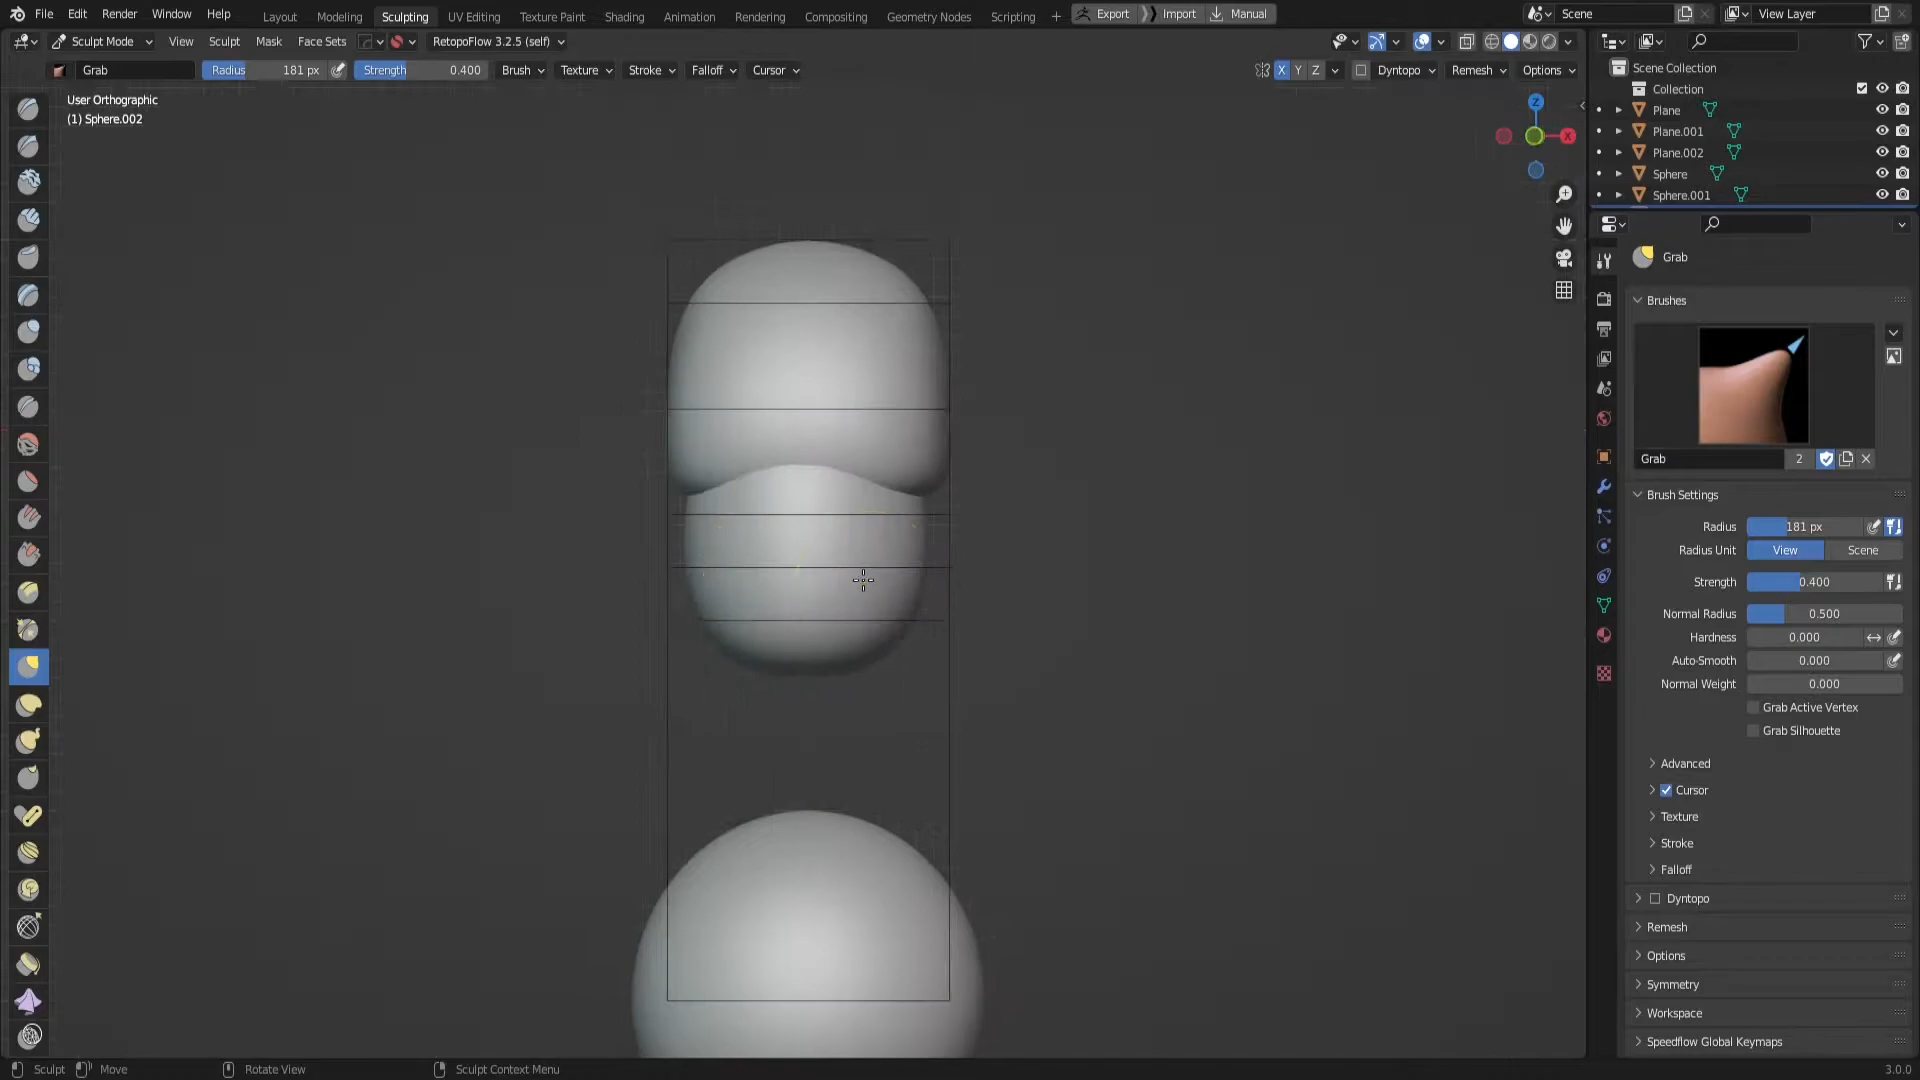 File Edit Render Window Help Layout Modeling Sculpting UV Editing Texture Paint Shading Animation Rendering Compositing Geometry Nodes Scripting + Export Import Manual Scene View Layer
Sculpt Mode View Sculpt Mask Face Sets RetopoFlow 3.2.5 (self)
Grab Radius 181 px Strength 0.400 Brush Texture Stroke Falloff Cursor X Y Z Dyntopo Remesh Options
User Orthographic
(1) Sphere.002
Z
X
Scene Collection
Collection
Plane
Plane.001
Plane.002
Sphere
Sphere.001
Grab
Brushes
Grab 2
Brush Settings
Radius 181 px
Radius Unit View Scene
Strength 0.400
Normal Radius 0.500
Hardness 0.000
Auto-Smooth 0.000
Normal Weight 0.000
Grab Active Vertex
Grab Silhouette
Advanced
Cursor
Texture
Stroke
Falloff
Dyntopo
Remesh
Options
Symmetry
Workspace
Speedflow Global Keymaps
Sculpt Move Rotate View Sculpt Context Menu 3.0.0